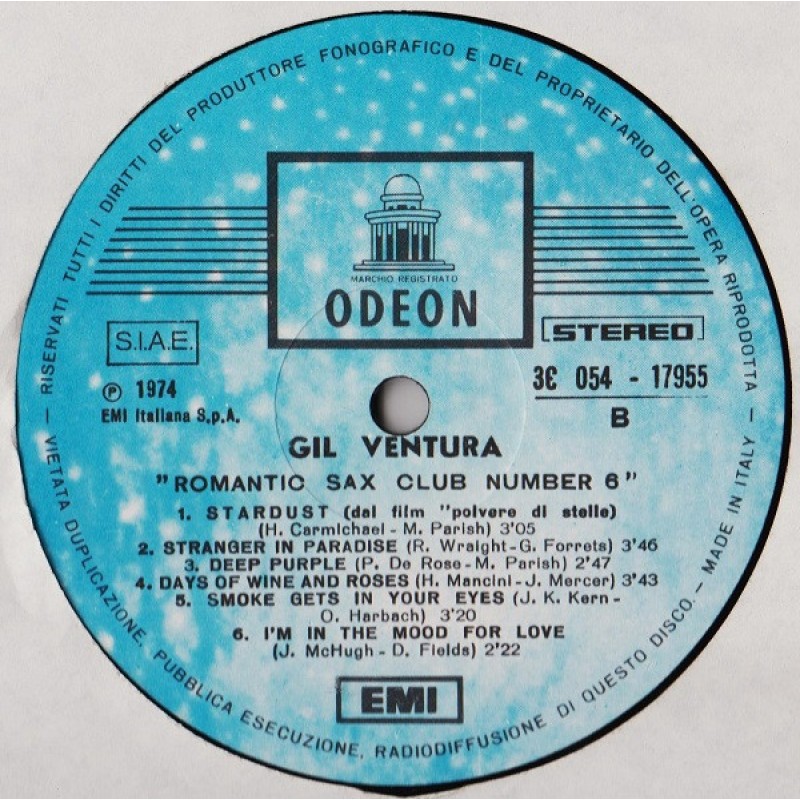 — RISERVATI TUTTI I DIRITTI DEL PRODUTTORE FONOGRAFICO E DEL PROPRIETARIO DELL'OPERA RIPRODOTTA —
MARCHIO REGISTRATO
ODEON
S.I.A.E.
STEREO
℗ 1974
EMI Italiana S.p.A.
3C 054 - 17955
B
GIL VENTURA
"ROMANTIC SAX CLUB NUMBER 6"
1. STARDUST (dal film "polvere di stelle)
(H. Carmichael - M. Parish) 3'05
2. STRANGER IN PARADISE (R. Wraight-G. Forrets) 3'46
3. DEEP PURPLE (P. De Rose-M. Parish) 2'47
4. DAYS OF WINE AND ROSES (H. Mancini-J. Mercer) 3'43
5. SMOKE GETS IN YOUR EYES (J. K. Kern-
O. Harbach) 3'20
6. I'M IN THE MOOD FOR LOVE
(J. McHugh - D. Fields) 2'22
EMI
VIETATA DUPLICAZIONE, PUBBLICA ESECUZIONE, RADIODIFFUSIONE DI QUESTO DISCO. — MADE IN ITALY —